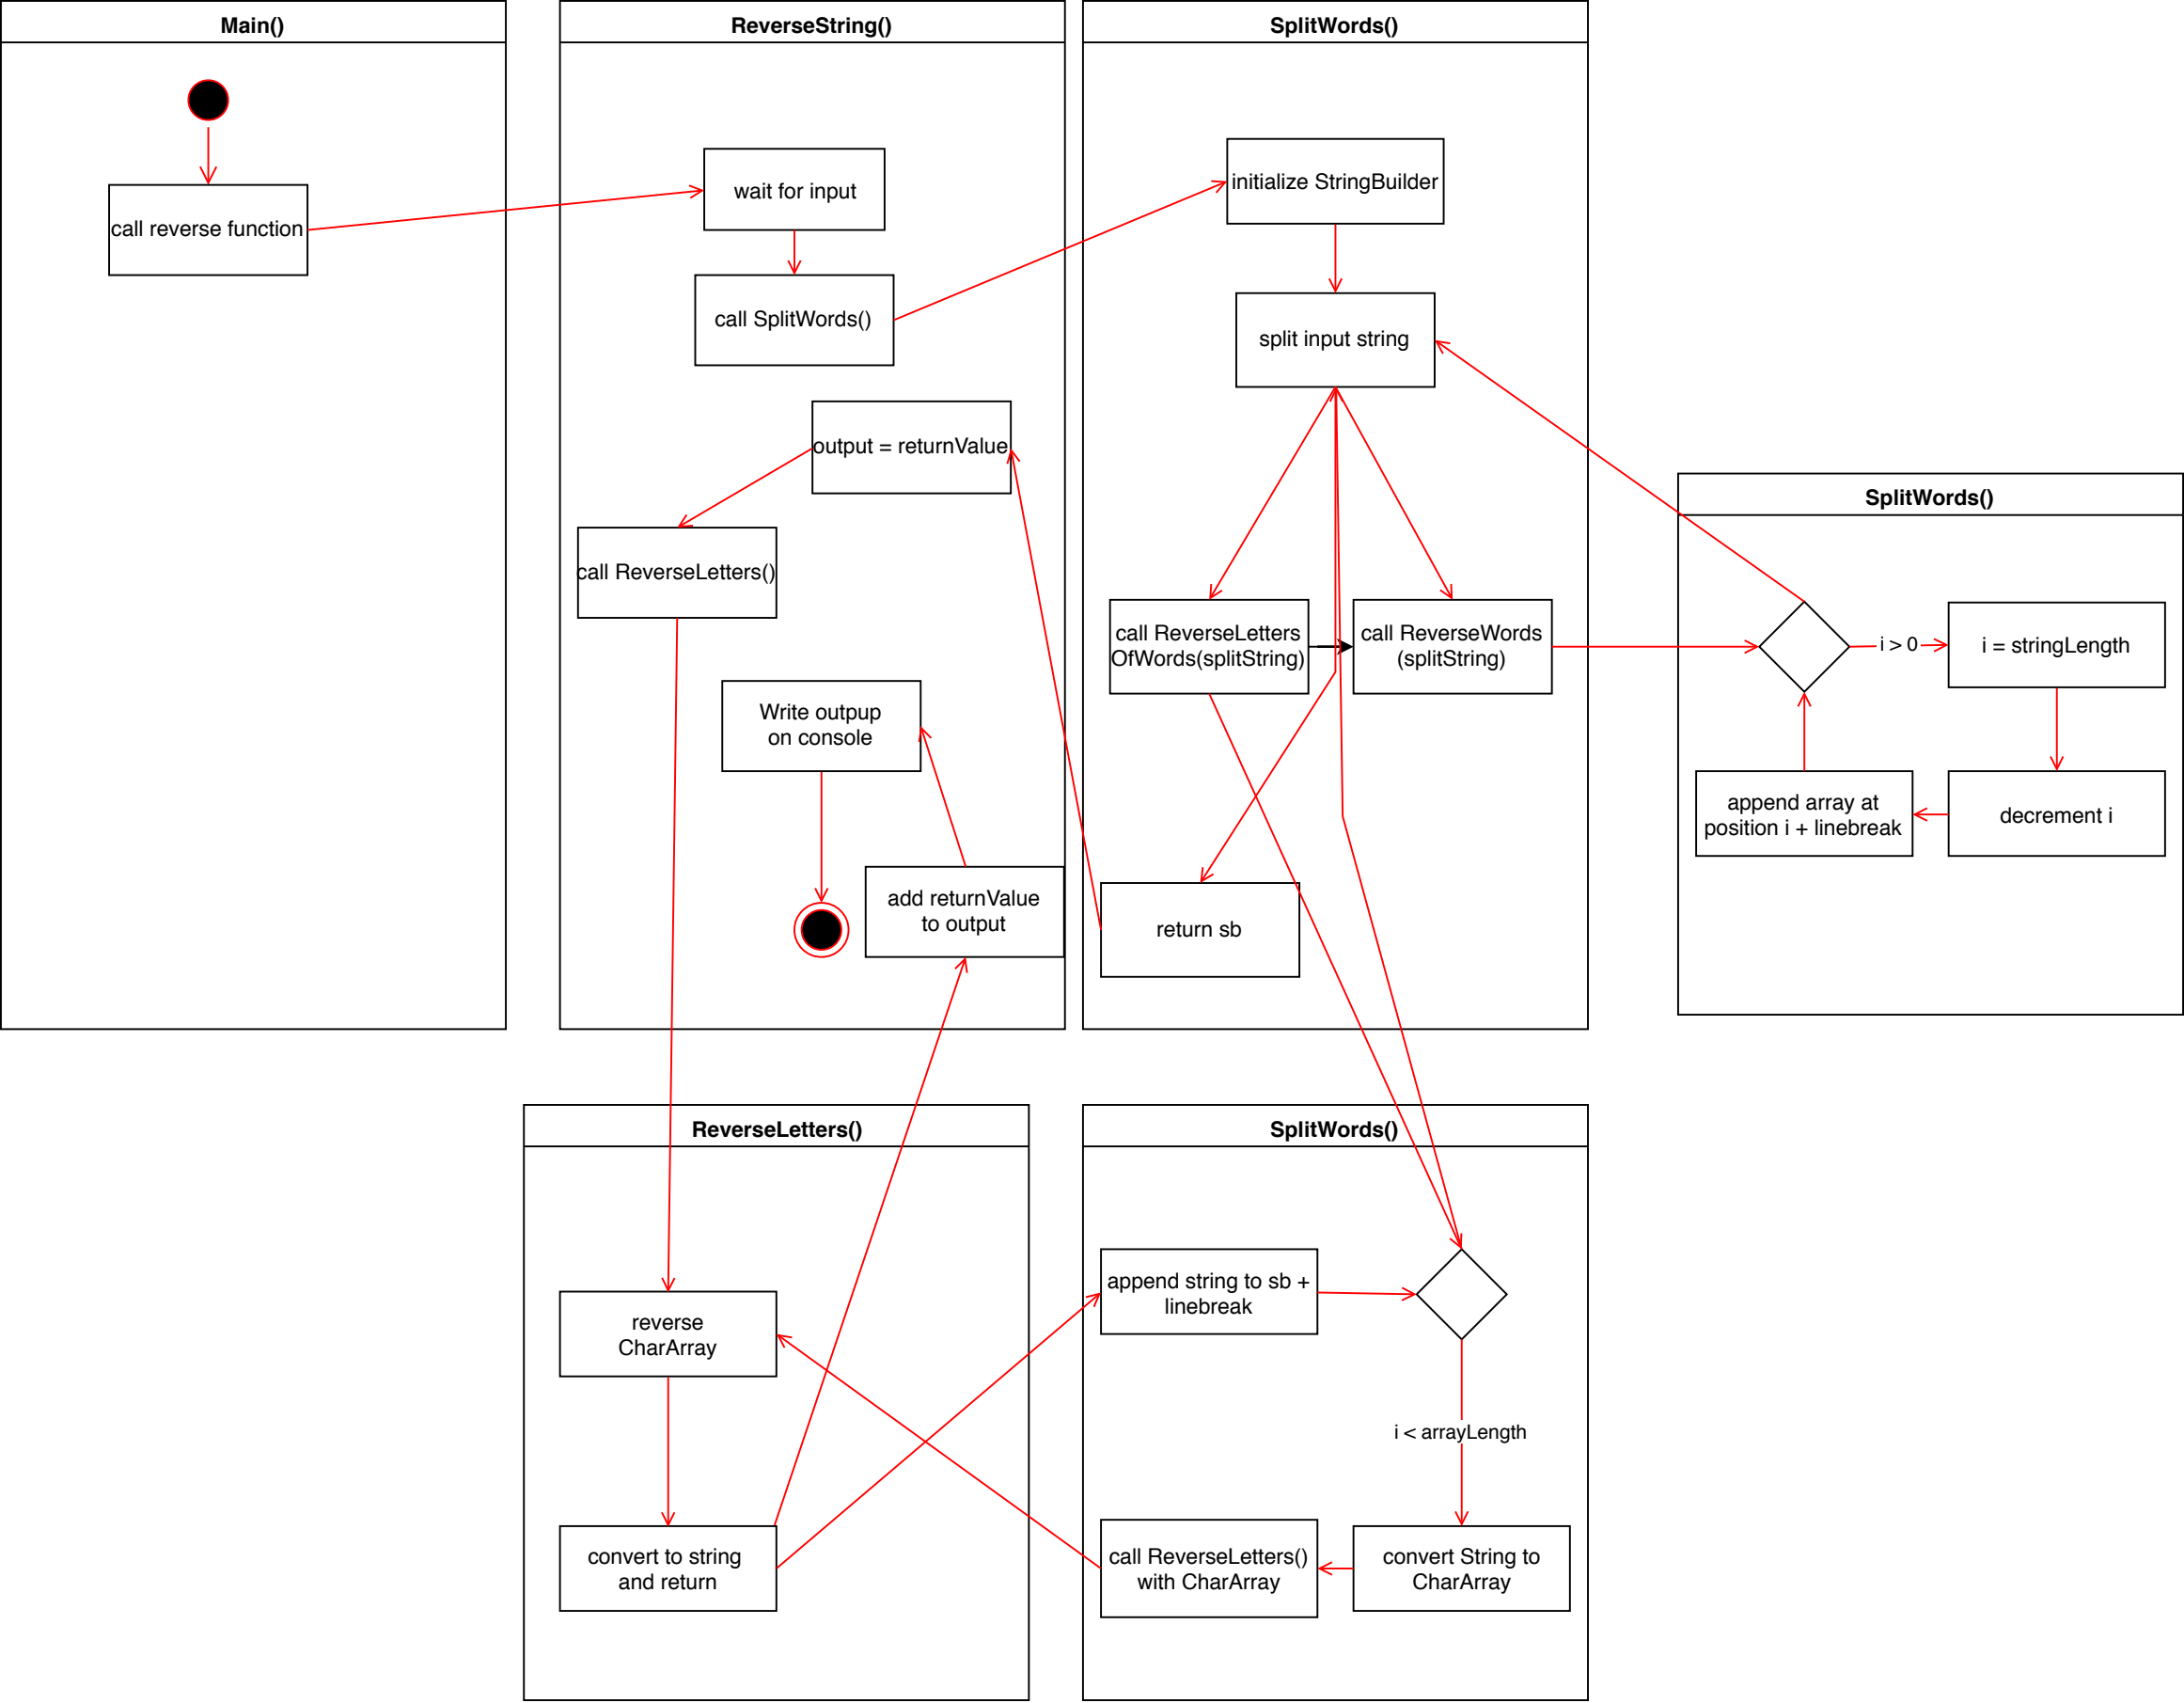 Main()
call reverse function
ReverseString()
wait for input
call SplitWords()
output = returnValue
call ReverseLetters()
Write outpup
on console
add returnValue
to output
SplitWords()
initialize StringBuilder
split input string
call ReverseLetters
OfWords(splitString)
call ReverseWords
(splitString)
return sb
SplitWords()
i > 0
i = stringLength
append array at
position i + linebreak
decrement i
ReverseLetters()
reverse
CharArray
convert to string
and return
SplitWords()
append string to sb +
linebreak
i < arrayLength
call ReverseLetters()
with CharArray
convert String to
CharArray